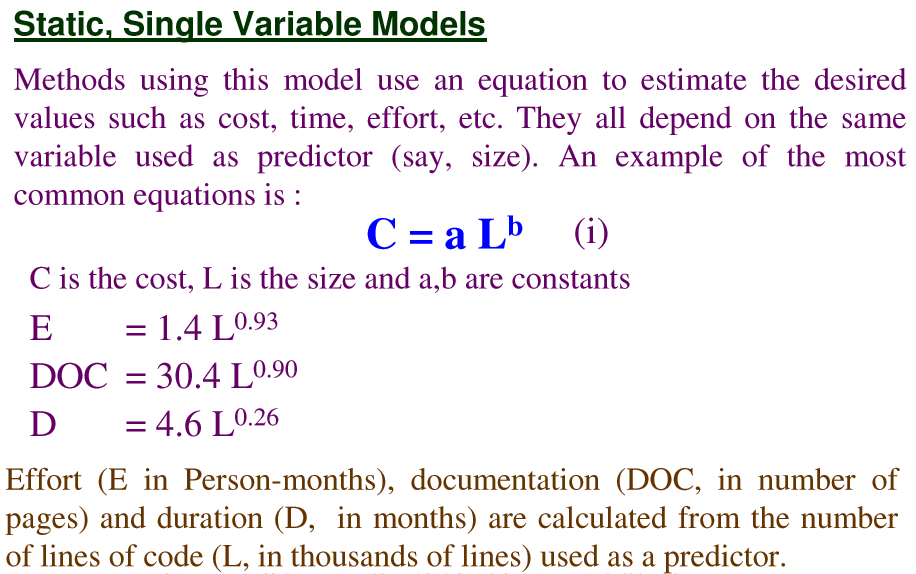 Static, Single Variable Models
Methods using this model use an equation to estimate the desired
values such as cost, time, effort, etc. They all depend on the same
variable used as predictor (say, size). An example of the most
common equations is :
C = a L^b (i)
C is the cost, L is the size and a,b are constants
E = 1.4 L^0.93
DOC = 30.4 L^0.90
D = 4.6 L^0.26
Effort (E in Person-months), documentation (DOC, in number of
pages) and duration (D, in months) are calculated from the number
of lines of code (L, in thousands of lines) used as a predictor.